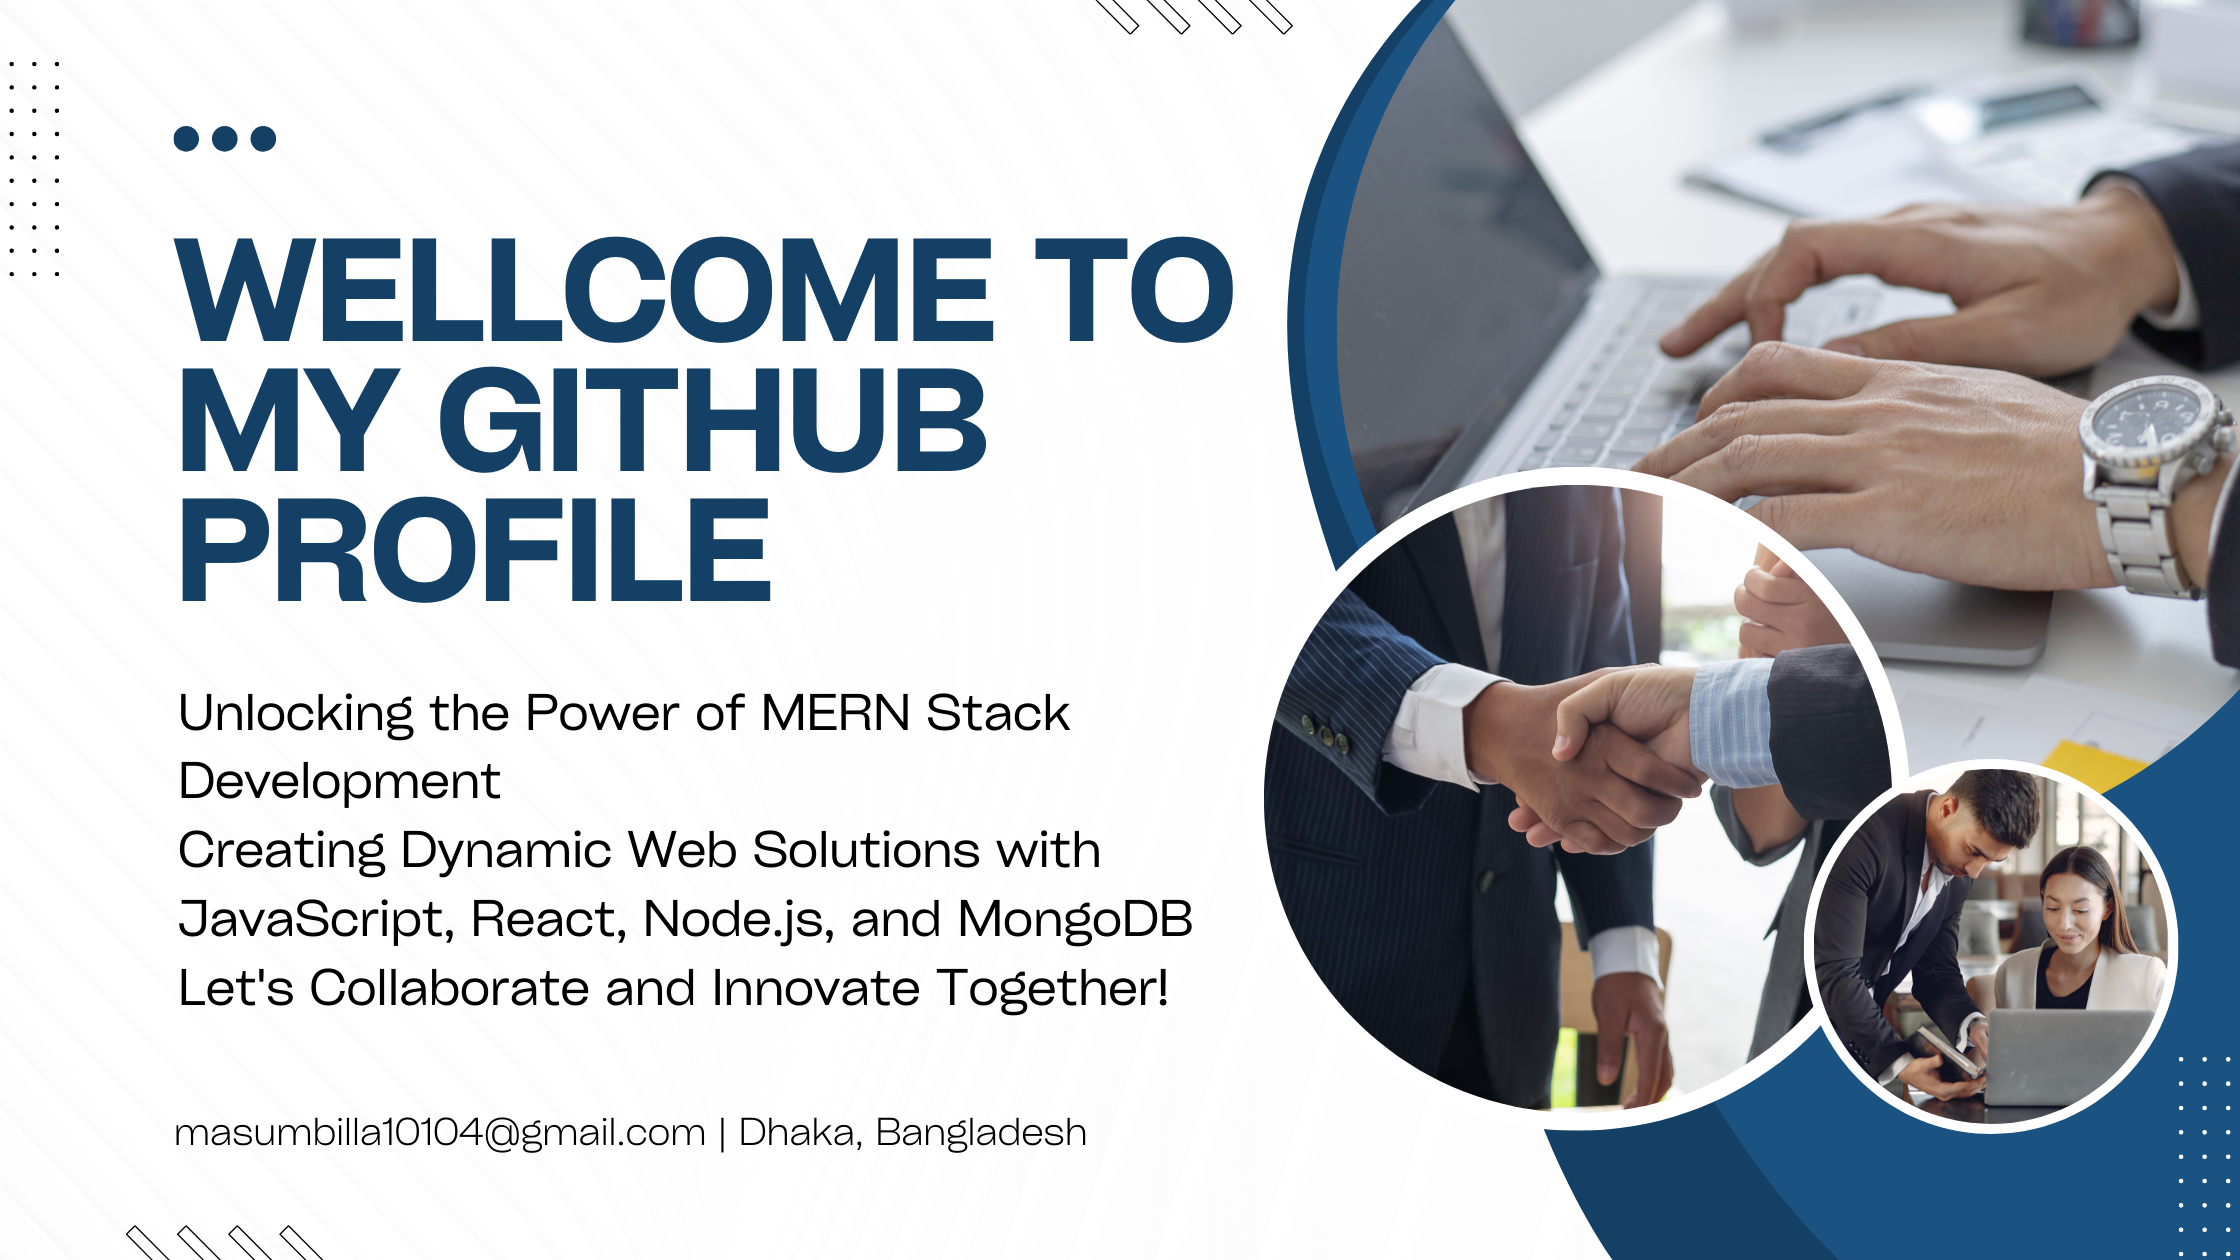 WELLCOME TO
MY GITHUB
PROFILE
Unlocking the Power of MERN Stack
Development
Creating Dynamic Web Solutions with
JavaScript, React, Node.js, and MongoDB
Let's Collaborate and Innovate Together!
masumbilla10104@gmail.com | Dhaka, Bangladesh